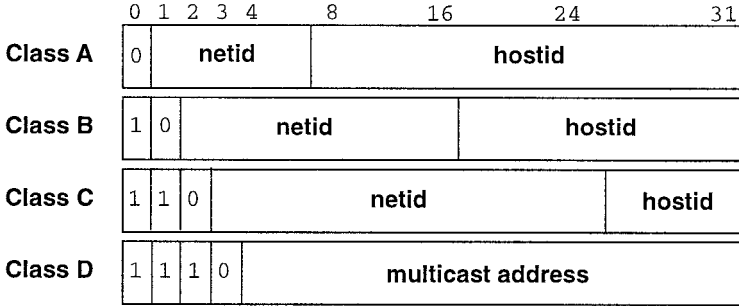 0 1 2 3 4 8 16 24 31
Class A 0 netid hostid
Class B 1 0 netid hostid
Class C 1 1 0 netid hostid
Class D 1 1 1 0 multicast address